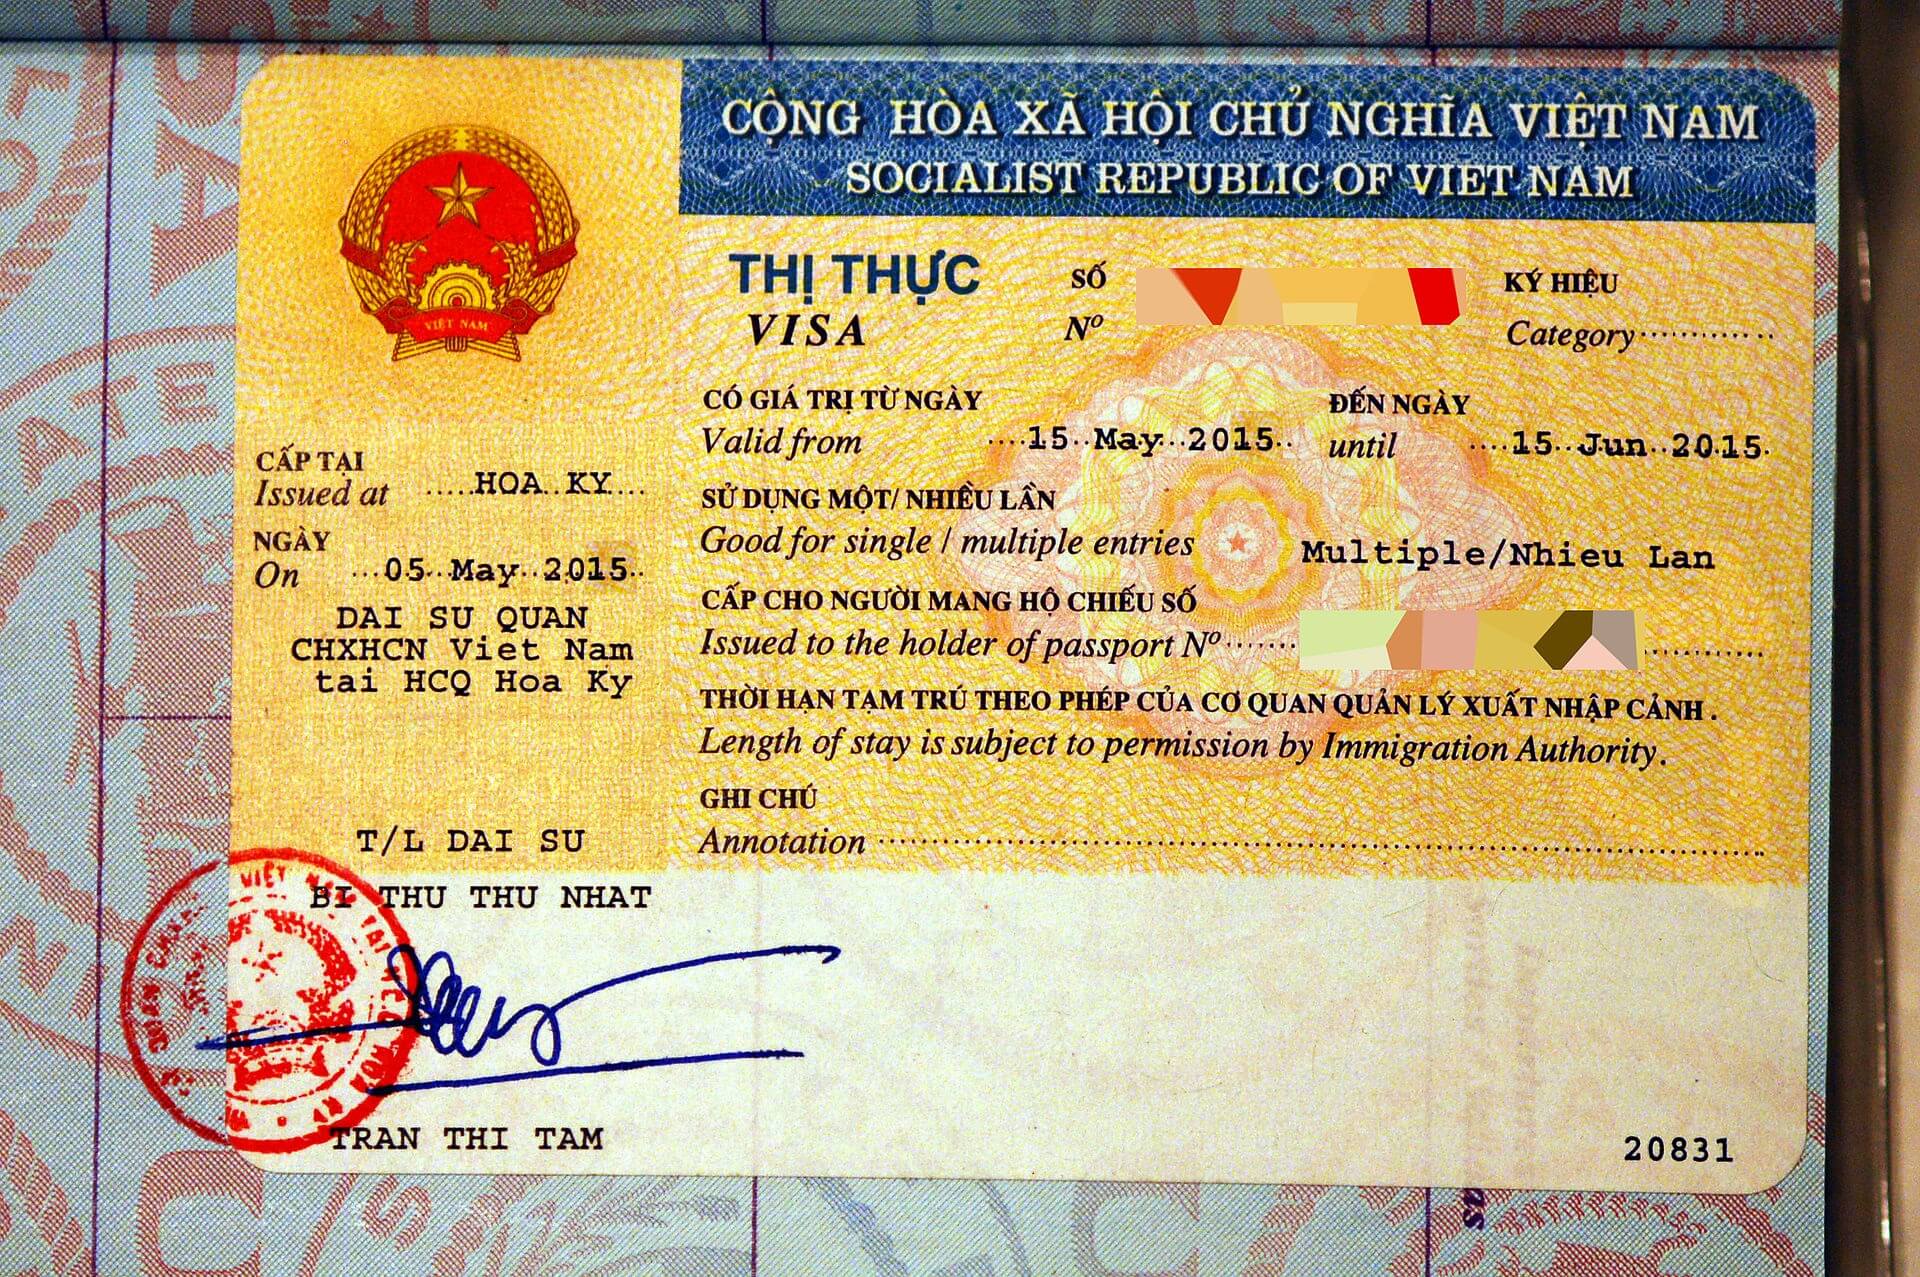 CỘNG HÒA XÃ HỘI CHỦ NGHĨA VIỆT NAM
SOCIALIST REPUBLIC OF VIET NAM
VIỆT NAM
THỊ THỰC
VISA
SỐ
Nº
KÝ HIỆU
Category
CÓ GIÁ TRỊ TỪ NGÀY
Valid from 15 May 2015
ĐẾN NGÀY
until 15 Jun 2015
CẤP TẠI
Issued at HOA KY
NGÀY
On 05 May 2015
DAI SU QUAN
CHXHCN Viet Nam
tai HCQ Hoa Ky
SỬ DỤNG MỘT/ NHIỀU LẦN
Good for single / multiple entries Multiple/Nhieu Lan
CẤP CHO NGƯỜI MANG HỘ CHIẾU SỐ
Issued to the holder of passport Nº
THỜI HẠN TẠM TRÚ THEO PHÉP CỦA CƠ QUAN QUẢN LÝ XUẤT NHẬP CẢNH.
Length of stay is subject to permission by Immigration Authority.
GHI CHÚ
Annotation
T/L DAI SU
BI THU THU NHAT
TRAN THI TAM
20831